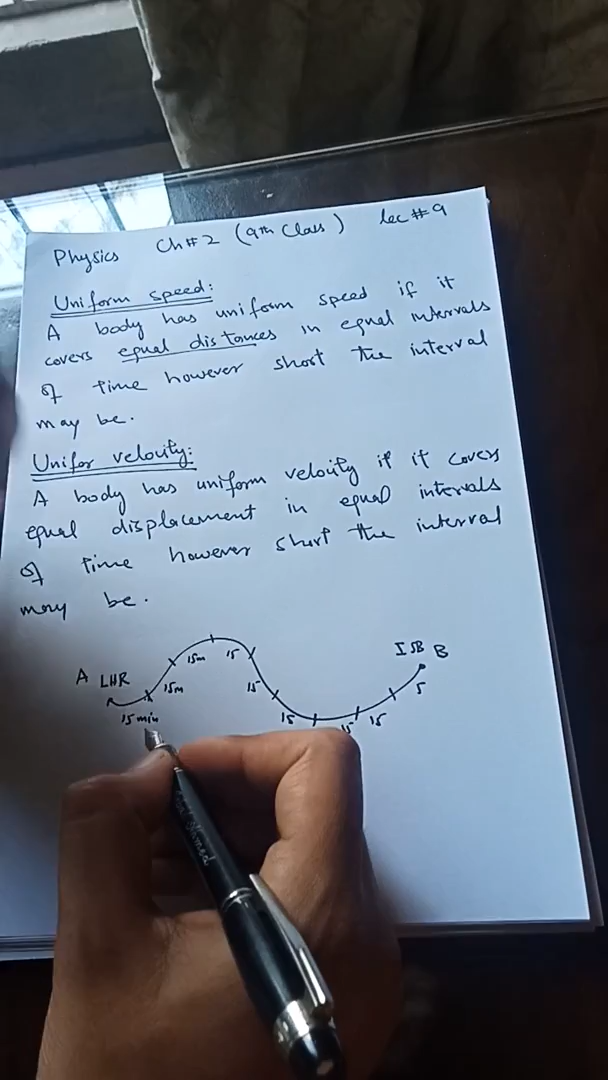 Physics Ch#2 (9th Class) lec#9
Uniform speed:
A body has uniform speed if it
covers equal distances in equal intervals
of time however short the interval
may be.
Unifor velouity:
A body has uniform velouity if it covers
equal displacement in equal intervals
of time however short the interval
may be.
A LHR
15 min
15m
15m
15
15
15
15
15
5
ISB B
Ahmed